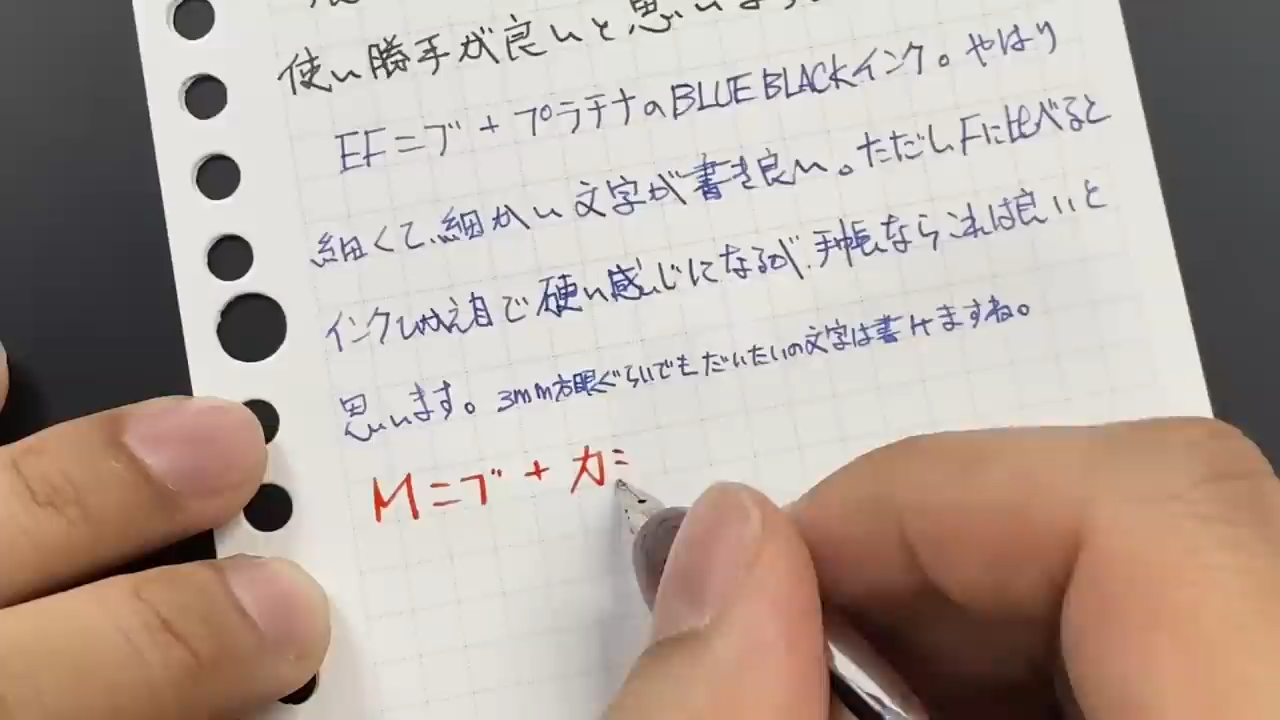 使い勝手が良いと思います。
EFニブ + プラチナのBLUE BLACKインク。やはり
細くて、細かい文字が書き良い。ただしFに比べると
インクひかえ目で硬い感じになるが、手帳ならこれは良いと
思います。3mm方眼ぐらいでもだいたいの文字は書けますね。
Mニブ + カ